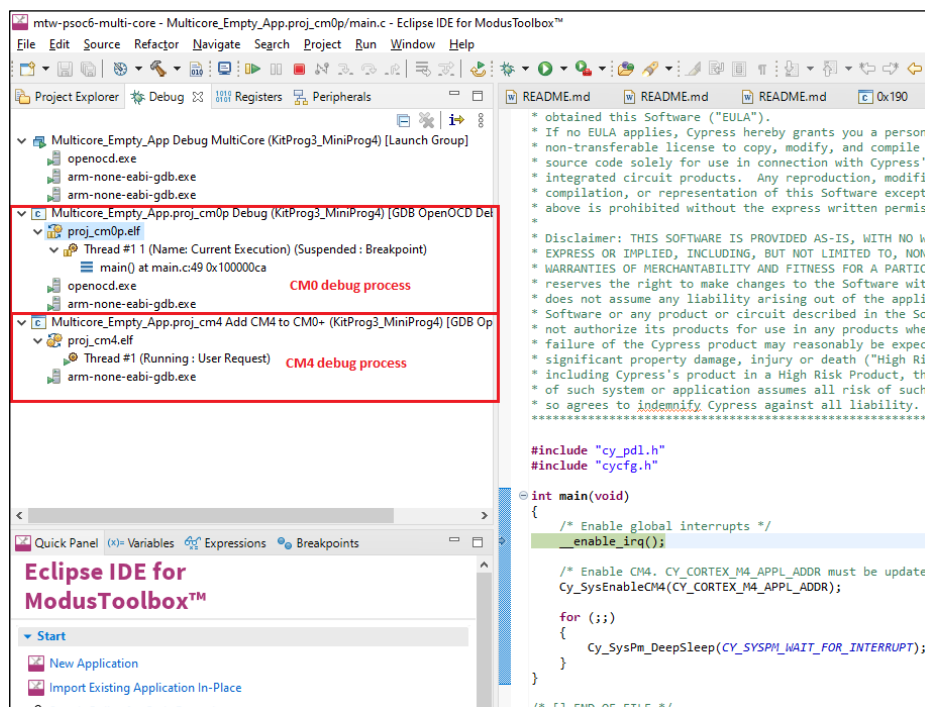 mtw-psoc6-multi-core - Multicore_Empty_App.proj_cm0p/main.c - Eclipse IDE for ModusToolbox™
File Edit Source Refactor Navigate Search Project Run Window Help
Project Explorer Debug Registers Peripherals
Multicore_Empty_App Debug MultiCore (KitProg3_MiniProg4) [Launch Group]
openocd.exe
arm-none-eabi-gdb.exe
arm-none-eabi-gdb.exe
Multicore_Empty_App.proj_cm0p Debug (KitProg3_MiniProg4) [GDB OpenOCD Del
proj_cm0p.elf
Thread #1 1 (Name: Current Execution) (Suspended : Breakpoint)
main() at main.c:49 0x100000ca
openocd.exe
CM0 debug process
arm-none-eabi-gdb.exe
Multicore_Empty_App.proj_cm4 Add CM4 to CM0+ (KitProg3_MiniProg4) [GDB Op
proj_cm4.elf
Thread #1 (Running : User Request)
CM4 debug process
arm-none-eabi-gdb.exe
Quick Panel (x)= Variables Expressions Breakpoints
Eclipse IDE for
ModusToolbox™
Start
New Application
Import Existing Application In-Place
README.md README.md README.md 0x190
* obtained this Software ("EULA").
* If no EULA applies, Cypress hereby grants you a person
* non-transferable license to copy, modify, and compile
* source code solely for use in connection with Cypress'
* integrated circuit products. Any reproduction, modifi
* compilation, or representation of this Software except
* above is prohibited without the express written permis
*
* Disclaimer: THIS SOFTWARE IS PROVIDED AS-IS, WITH NO W
* EXPRESS OR IMPLIED, INCLUDING, BUT NOT LIMITED TO, NON
* WARRANTIES OF MERCHANTABILITY AND FITNESS FOR A PARTIC
* reserves the right to make changes to the Software wit
* does not assume any liability arising out of the appli
* Software or any product or circuit described in the So
* not authorize its products for use in any products whe
* failure of the Cypress product may reasonably be expec
* significant property damage, injury or death ("High Ri
* including Cypress's product in a High Risk Product, th
* of such system or application assumes all risk of such
* so agrees to indemnify Cypress against all liability.
*******************************************************
#include "cy_pdl.h"
#include "cycfg.h"
int main(void)
{
/* Enable global interrupts */
__enable_irq();
/* Enable CM4. CY_CORTEX_M4_APPL_ADDR must be update
Cy_SysEnableCM4(CY_CORTEX_M4_APPL_ADDR);
for (;;)
{
Cy_SysPm_DeepSleep(CY_SYSPM_WAIT_FOR_INTERRUPT);
}
}
/* [] END OF FILE */